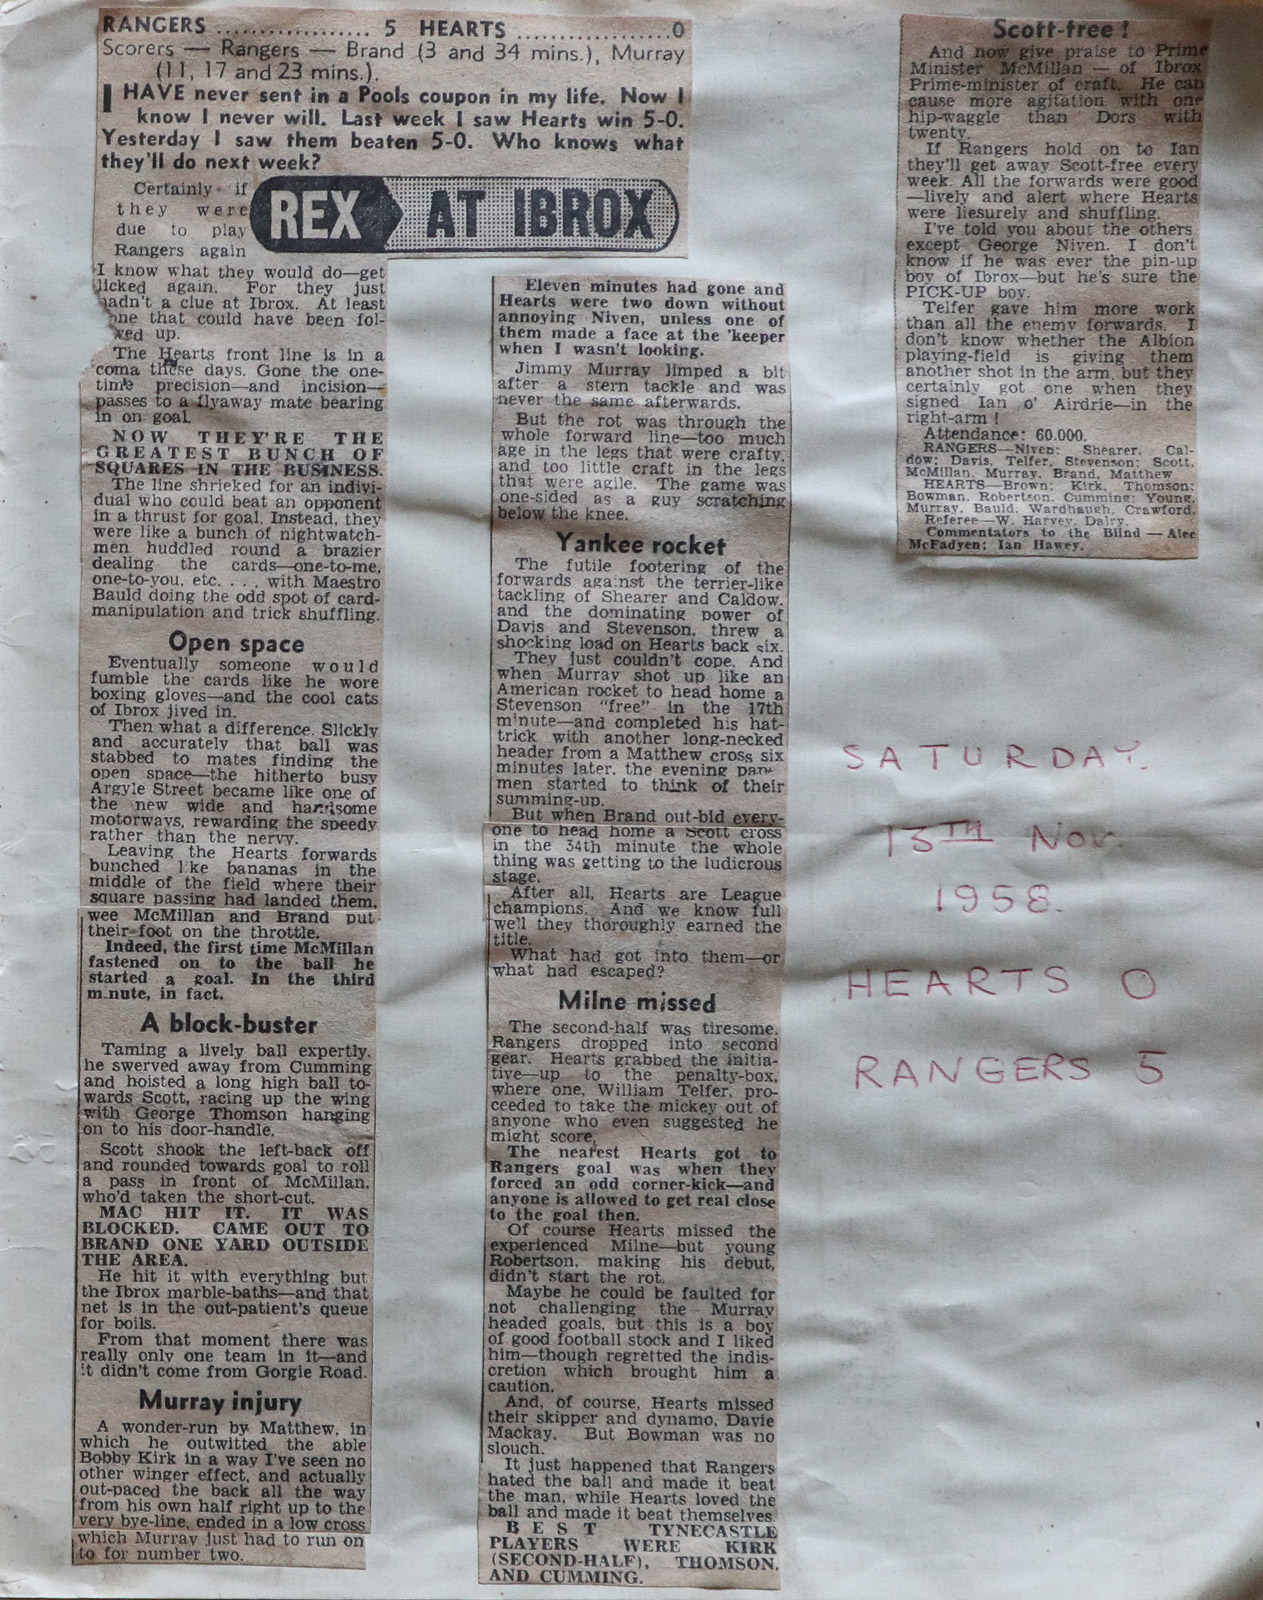 RANGERS .................. 5 HEARTS ..................0
Scorers — Rangers — Brand (3 and 34 mins.), Murray
(11, 17 and 23 mins.).
I HAVE never sent in a Pools coupon in my life. Now I
know I never will. Last week I saw Hearts win 5-0.
Yesterday I saw them beaten 5-0. Who knows what
they'll do next week?
Certainly if
they were
due to play
Rangers again
REX AT IBROX
I know what they would do—get
licked again. For they just
hadn't a clue at Ibrox. At least
one that could have been fol-
wed up.
The Hearts front line is in a
coma these days. Gone the one-
time precision—and incision—
passes to a flyaway mate bearing
in on goal.
NOW THEY'RE THE
GREATEST BUNCH OF
SQUARES IN THE BUSINESS.
The line shrieked for an indivi-
dual who could beat an opponent
in a thrust for goal. Instead, they
were like a bunch of nightwatch-
men huddled round a brazier
dealing the cards—one-to-me,
one-to-you, etc. . . . with Maestro
Bauld doing the odd spot of card-
manipulation and trick shuffling.
Open space
Eventually someone would
fumble the cards like he wore
boxing gloves—and the cool cats
of Ibrox jived in.
Then what a difference. Slickly
and accurately that ball was
stabbed to mates finding the
open space—the hitherto busy
Argyle Street became like one of
the new wide and handsome
motorways, rewarding the speedy
rather than the nervy.
Leaving the Hearts forwards
bunched like bananas in the
middle of the field where their
square passing had landed them,
wee McMillan and Brand put
their foot on the throttle.
Indeed, the first time McMillan
fastened on to the ball he
started a goal. In the third
minute, in fact.
A block-buster
Taming a lively ball expertly,
he swerved away from Cumming
and hoisted a long high ball to-
wards Scott, racing up the wing
with George Thomson hanging
on to his door-handle.
Scott shook the left-back off
and rounded towards goal to roll
a pass in front of McMillan,
who'd taken the short-cut.
MAC HIT IT. IT WAS
BLOCKED. CAME OUT TO
BRAND ONE YARD OUTSIDE
THE AREA.
He hit it with everything but
the Ibrox marble-baths—and that
net is in the out-patient's queue
for boils.
From that moment there was
really only one team in it—and
it didn't come from Gorgie Road.
Murray injury
A wonder-run by Matthew, in
which he outwitted the able
Bobby Kirk in a way I've seen no
other winger effect, and actually
out-paced the back all the way
from his own half right up to the
very bye-line, ended in a low cross
which Murray just had to run on
to for number two.
Eleven minutes had gone and
Hearts were two down without
annoying Niven, unless one of
them made a face at the 'keeper
when I wasn't looking.
Jimmy Murray limped a bit
after a stern tackle and was
never the same afterwards.
But the rot was through the
whole forward line—too much
age in the legs that were crafty,
and too little craft in the legs
that were agile. The game was
one-sided as a guy scratching
below the knee.
Yankee rocket
The futile footering of the
forwards against the terrier-like
tackling of Shearer and Caldow,
and the dominating power of
Davis and Stevenson, threw a
shocking load on Hearts back six.
They just couldn't cope. And
when Murray shot up like an
American rocket to head home a
Stevenson "free" in the 17th
minute—and completed his hat-
trick with another long-necked
header from a Matthew cross six
minutes later, the evening paper
men started to think of their
summing-up.
But when Brand out-bid every-
one to head home a Scott cross
in the 34th minute the whole
thing was getting to the ludicrous
stage.
After all, Hearts are League
champions. And we know full
well they thoroughly earned the
title.
What had got into them—or
what had escaped?
Milne missed
The second-half was tiresome.
Rangers dropped into second
gear. Hearts grabbed the initia-
tive—up to the penalty-box,
where one, William Telfer, pro-
ceeded to take the mickey out of
anyone who even suggested he
might score.
The nearest Hearts got to
Rangers goal was when they
forced an odd corner-kick—and
anyone is allowed to get real close
to the goal then.
Of course Hearts missed the
experienced Milne—but young
Robertson, making his debut,
didn't start the rot.
Maybe he could be faulted for
not challenging the Murray
headed goals, but this is a boy
of good football stock and I liked
him—though regretted the indis-
cretion which brought him a
caution.
And, of course, Hearts missed
their skipper and dynamo, Davie
Mackay. But Bowman was no
slouch.
It just happened that Rangers
hated the ball and made it beat
the man, while Hearts loved the
ball and made it beat themselves.
BEST TYNECASTLE
PLAYERS WERE KIRK
(SECOND-HALF), THOMSON,
AND CUMMING.
Scott-free!
And now give praise to Prime
Minister McMillan — of Ibrox
Prime-minister of craft. He can
cause more agitation with one
hip-waggle than Dors with
twenty.
If Rangers hold on to Ian
they'll get away Scott-free every
week. All the forwards were good
—lively and alert where Hearts
were liesurely and shuffling.
I've told you about the others
except George Niven. I don't
know if he was ever the pin-up
boy of Ibrox—but he's sure the
PICK-UP boy.
Telfer gave him more work
than all the enemy forwards. I
don't know whether the Albion
playing-field is giving them
another shot in the arm, but they
certainly got one when they
signed Ian o' Airdrie—in the
right-arm!
Attendance: 60,000.
RANGERS—Niven; Shearer, Cal-
dow; Davis, Telfer, Stevenson; Scott,
McMillan, Murray, Brand, Matthew
HEARTS—Brown; Kirk, Thomson;
Bowman, Robertson, Cumming; Young,
Murray, Bauld, Wardhaugh, Crawford.
Referee—W. Harvey, Dalry.
Commentators to the Blind — Alec
McFadyen; Ian Hawey.
SATURDAY.
13TH NOV.
1958.
HEARTS 0
RANGERS 5